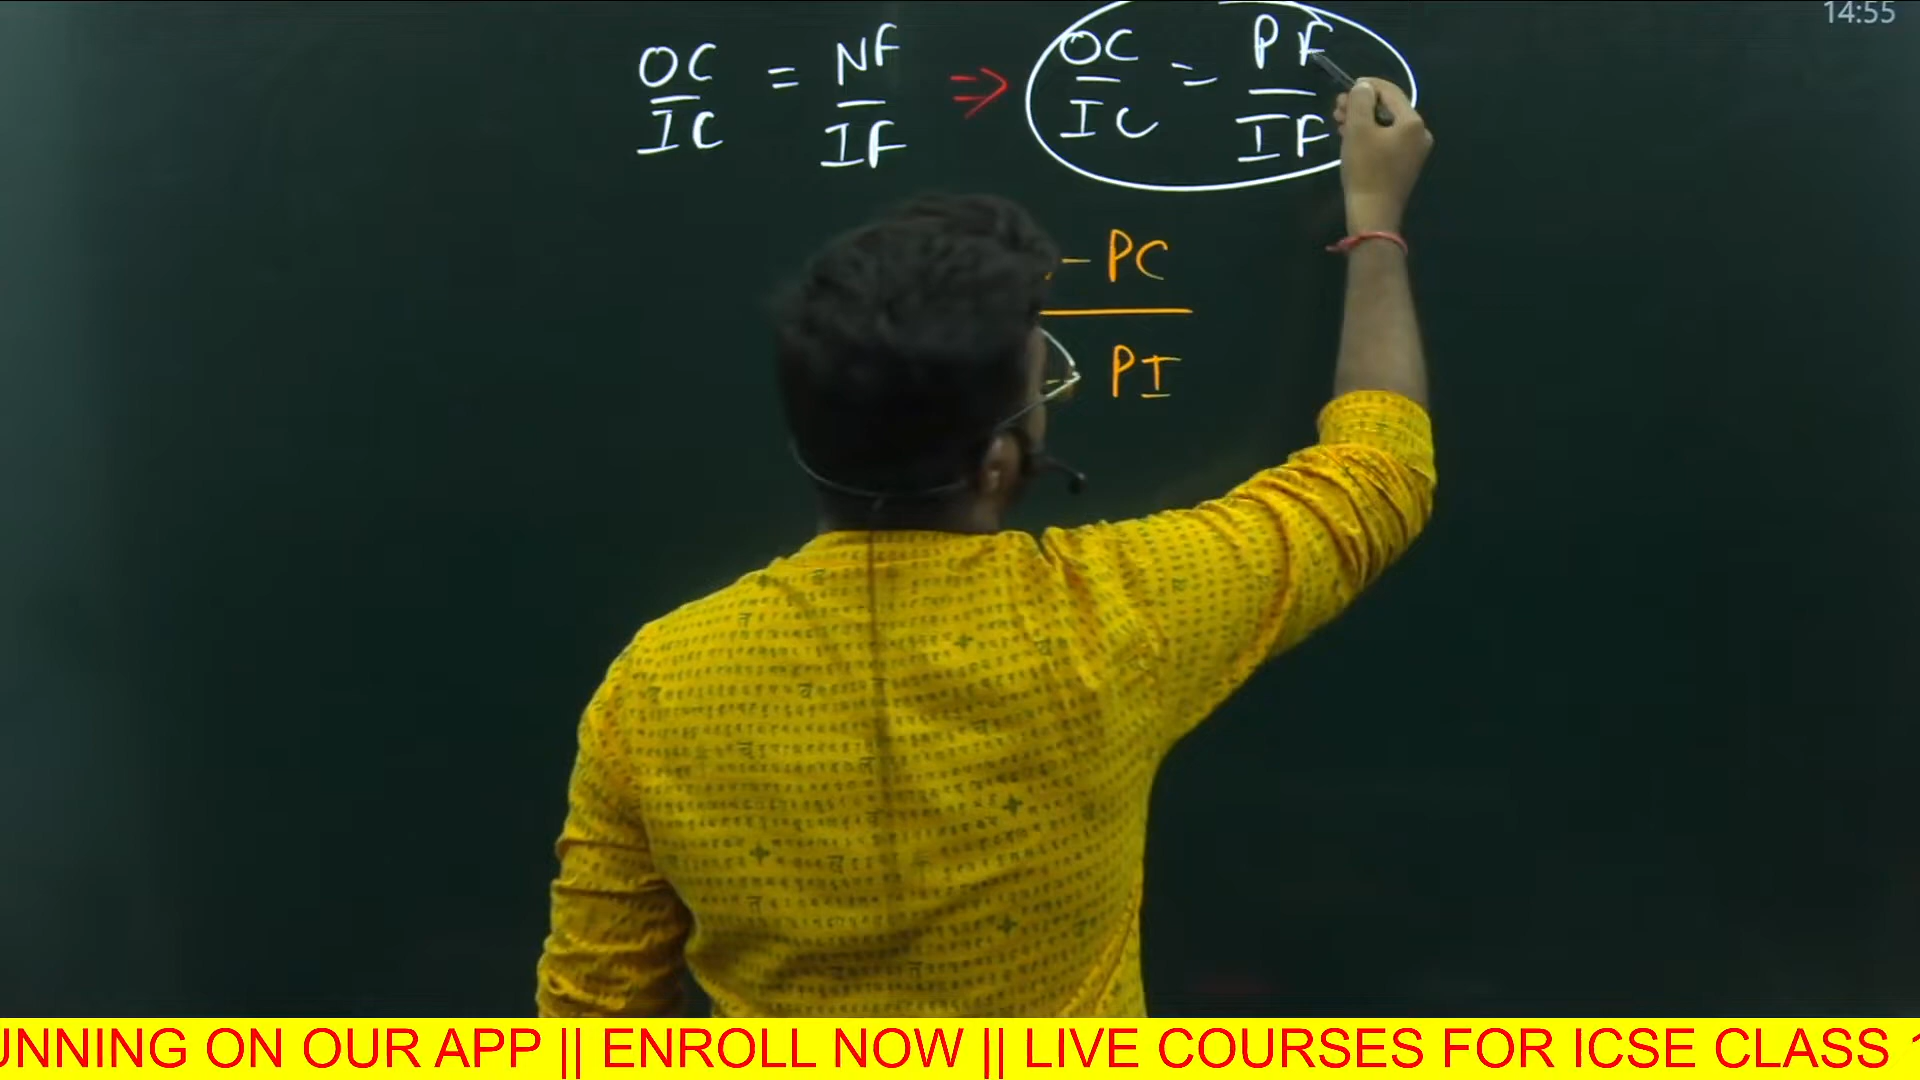 14:55
OC/IC = NF/IF ⇒ OC/IC = PF/IF
- PC
PI
UNNING ON OUR APP || ENROLL NOW || LIVE COURSES FOR ICSE CLASS